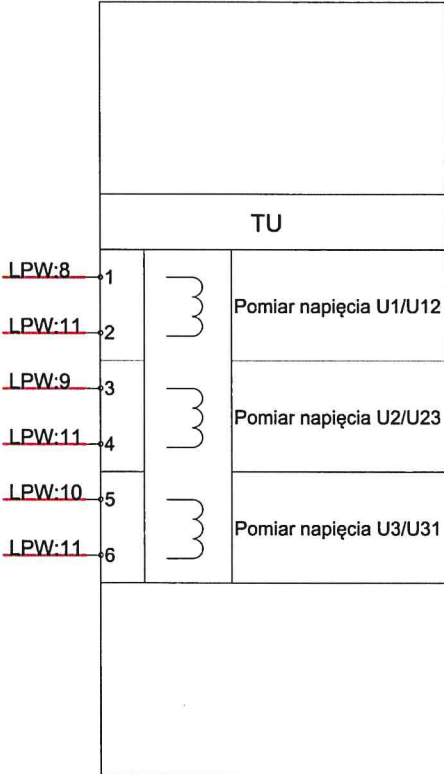 TU
LPW:8 1
Pomiar napięcia U1/U12
LPW:11 2
LPW:9 3
Pomiar napięcia U2/U23
LPW:11 4
LPW:10 5
Pomiar napięcia U3/U31
LPW:11 6